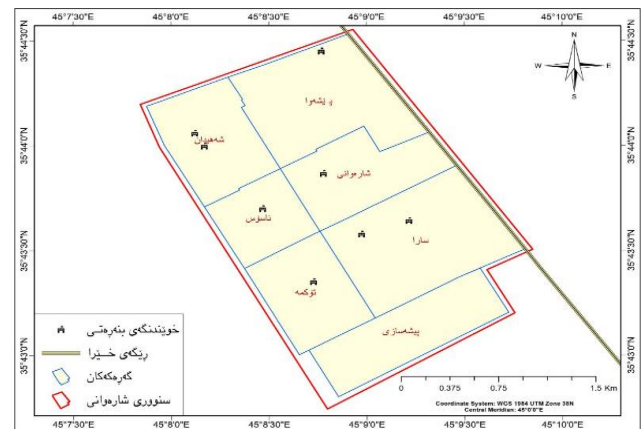 45°7'30"E 45°8'0"E 45°8'30"E 45°9'0"E 45°9'30"E 45°10'0"E
35°44'30"N 35°44'30"N
N
W E
S
پێشەوا
شەهیدان
35°44'0"N 35°44'0"N
شارەوانی
ئاسۆس
سارا
35°43'30"N 35°43'30"N
تۆکمە
پیشەسازی
خوێندنگەی بنەڕەتی
ڕێگەی خێرا
گەڕەکەکان
سنووری شارەوانی
35°43'0"N 35°43'0"N
0 0.375 0.75 1.5 Km
Coordinate System: WGS 1984 UTM Zone 38N
Central Meridian: 45°0'0"E
45°7'30"E 45°8'0"E 45°8'30"E 45°9'0"E 45°9'30"E 45°10'0"E